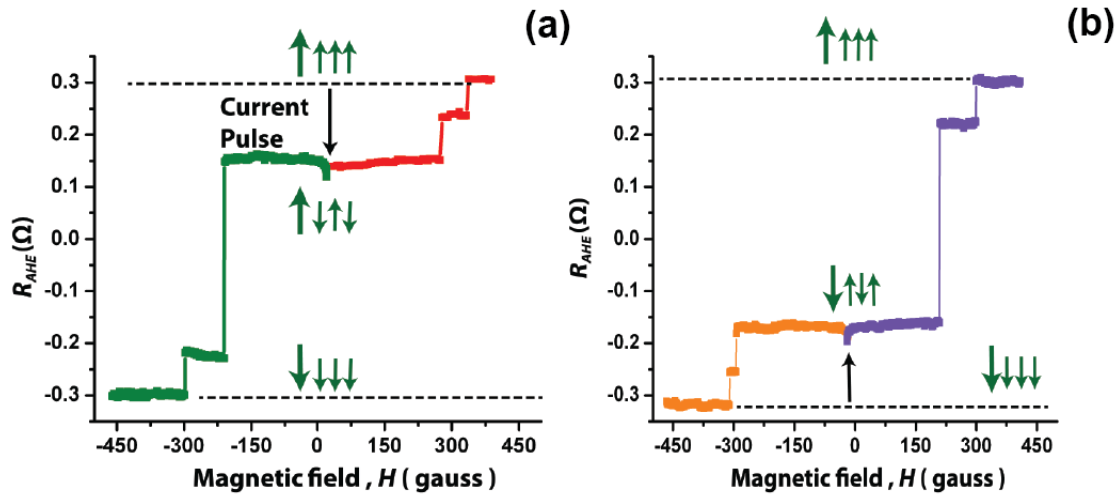 (a)
0.3
0.2
0.1
0.0
-0.1
-0.2
-0.3
R_AHE(Ω)
Current
Pulse
-450 -300 -150 0 150 300 450
Magnetic field , H ( gauss )
(b)
0.3
0.2
0.1
0.0
-0.1
-0.2
-0.3
R_AHE(Ω)
-450 -300 -150 0 150 300 450
Magnetic field , H ( gauss )